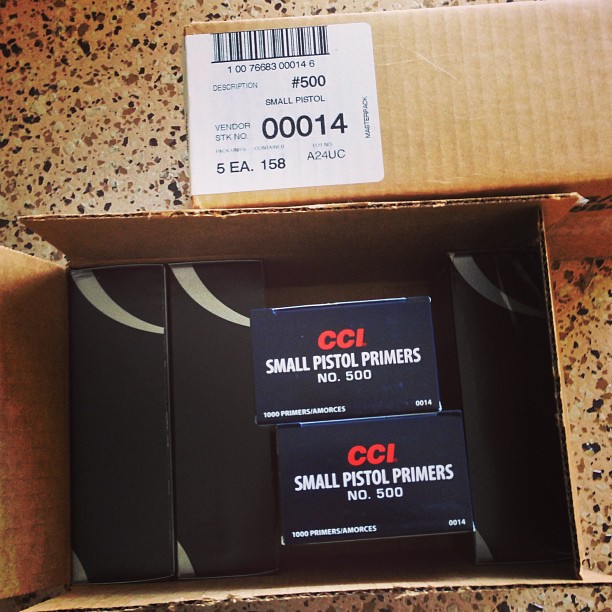 1 00 76683 00014 6
DESCRIPTION #500
SMALL PISTOL
VENDOR
STK NO. 00014
MASTERPACK
PACK UNITS CONTAINER LOT NO.
5 EA. 158 A24UC
CCI
SMALL PISTOL PRIMERS
NO. 500
1000 PRIMERS/AMORCES 0014
CCI
SMALL PISTOL PRIMERS
NO. 500
1000 PRIMERS/AMORCES 0014